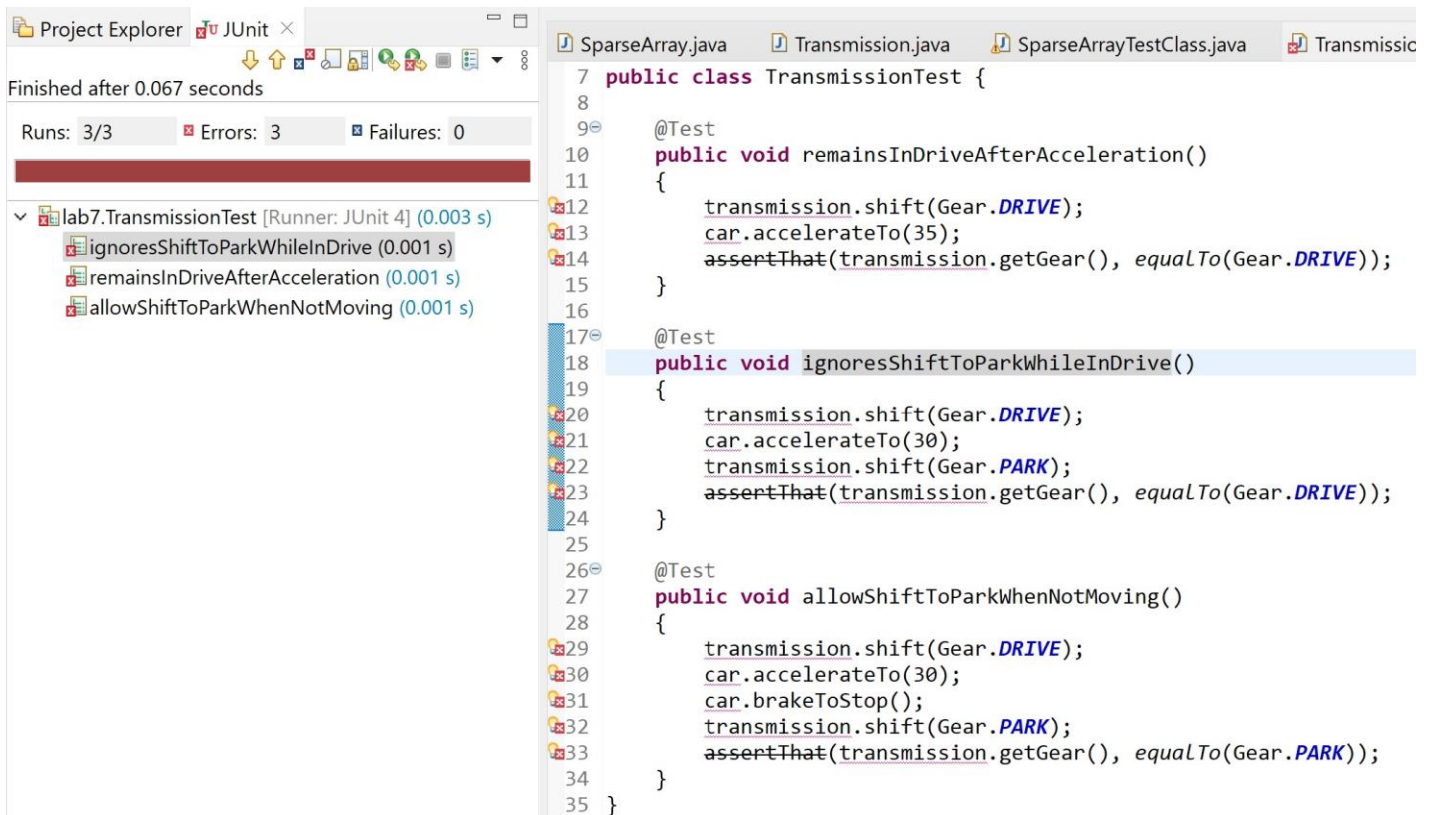 Project Explorer JUnit ×
Finished after 0.067 seconds
Runs: 3/3 Errors: 3 Failures: 0
lab7.TransmissionTest [Runner: JUnit 4] (0.003 s)
ignoresShiftToParkWhileInDrive (0.001 s)
remainsInDriveAfterAcceleration (0.001 s)
allowShiftToParkWhenNotMoving (0.001 s)
SparseArray.java Transmission.java SparseArrayTestClass.java Transmissio
7 public class TransmissionTest {
8
9 @Test
10 public void remainsInDriveAfterAcceleration()
11 {
12 transmission.shift(Gear.DRIVE);
13 car.accelerateTo(35);
14 assertThat(transmission.getGear(), equalTo(Gear.DRIVE));
15 }
16
17 @Test
18 public void ignoresShiftToParkWhileInDrive()
19 {
20 transmission.shift(Gear.DRIVE);
21 car.accelerateTo(30);
22 transmission.shift(Gear.PARK);
23 assertThat(transmission.getGear(), equalTo(Gear.DRIVE));
24 }
25
26 @Test
27 public void allowShiftToParkWhenNotMoving()
28 {
29 transmission.shift(Gear.DRIVE);
30 car.accelerateTo(30);
31 car.brakeToStop();
32 transmission.shift(Gear.PARK);
33 assertThat(transmission.getGear(), equalTo(Gear.PARK));
34 }
35 }